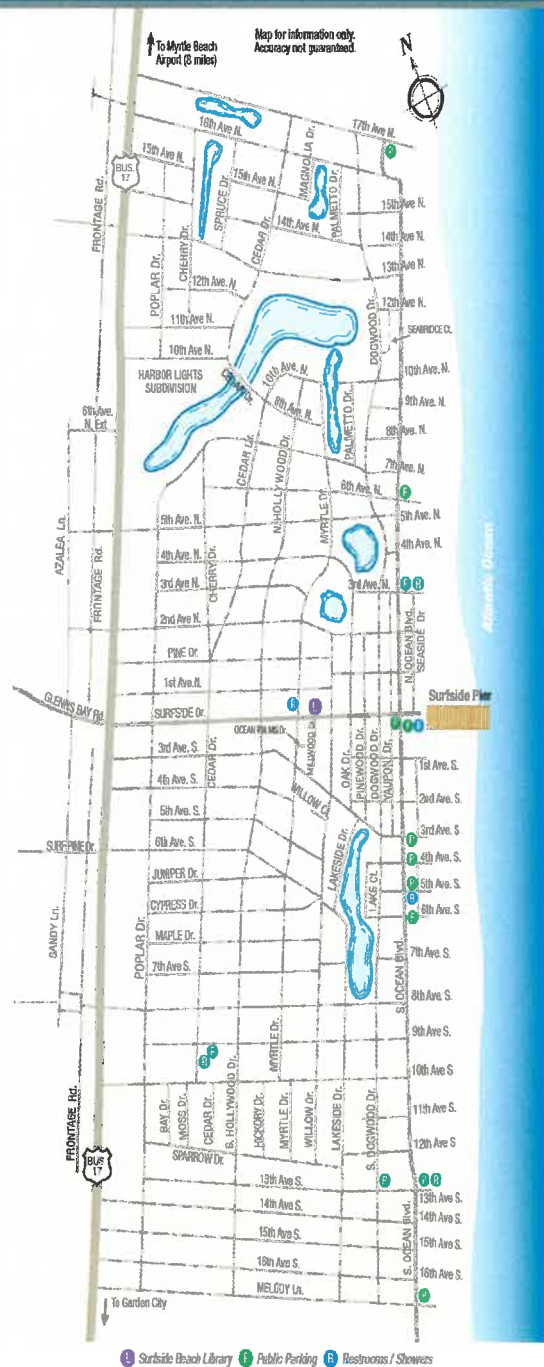 To Myrtle Beach
Airport (8 miles)
Map for information only.
Accuracy not guaranteed.
N
17th Ave N.
P
16th Ave N.
15th Ave N.
BUS.
17
15th Ave N.
MAGNOLIA Dr.
PALMETTO Dr.
SPRUCE Dr.
FRONTAGE Rd.
CHERRY Dr.
CEDAR Dr.
14th Ave N.
15th Ave N.
14th Ave N.
13th Ave N.
POPLAR Dr.
12th Ave. N.
12th Ave N.
DOGWOOD Dr.
11th Ave N.
SEABRIDGE Ct.
10th Ave N.
HARBOR LIGHTS
SUBDIVISION
CEDAR Dr.
10th Ave. N.
10th Ave N.
8th Ave. N.
PALMETTO Dr.
9th Ave. N.
6th Ave.
N. Ext
8th Ave. N.
CEDAR Dr.
N. HOLLYWOOD Dr.
7th Ave. N.
MYRTLE Dr.
6th Ave. N.
P
5th Ave. N.
5th Ave N.
AZALEA Ln.
FRONTAGE Rd.
4th Ave. N.
4th Ave. N.
CHERRY Dr.
3rd Ave N.
3rd Ave. N.
P R
2nd Ave N.
N. OCEAN Blvd.
SEASIDE Dr
Atlantic Ocean
PINE Dr.
1st Ave. N.
GLENNS BAY Rd.
SURFSIDE Dr.
R
L
Surfside Pier
P P R
OCEAN PALMS Dr.
MILLWOOD Dr.
3rd Ave. S.
CEDAR Dr.
OAK Dr.
PINEWOOD Dr.
DOGWOOD Dr.
YAUPON Dr.
1st Ave. S.
4th Ave. S.
WILLOW Ct.
2nd Ave. S.
5th Ave. S.
3rd Ave. S
P
LAKESIDE Dr.
SURFPINE Dr.
6th Ave. S.
4th Ave. S.
P
JUNIPER Dr.
LAKE Ct.
5th Ave. S.
P
R
CYPRESS Dr.
6th Ave. S
P
SANDY Ln.
POPLAR Dr.
MAPLE Dr.
7th Ave S.
7th Ave. S.
S. OCEAN Blvd.
8th Ave. S.
9th Ave S.
P
R
MYRTLE Dr.
10th Ave S
FRONTAGE Rd.
BAY Dr.
MOSS Dr.
CEDAR Dr.
S. HOLLYWOOD Dr.
HICKORY Dr.
MYRTLE Dr.
WILLOW Dr.
LAKESIDE Dr.
S. DOGWOOD Dr.
11th Ave S.
12th Ave S
SPARROW Dr.
BUS
17
13th Ave S.
P
P R
13th Ave S.
14th Ave S.
14th Ave S.
15th Ave S.
15th Ave S.
16th Ave S.
16th Ave S.
S. OCEAN Blvd.
MELODY Ln.
P
To Garden City
L Surfside Beach Library P Public Parking R Restrooms / Showers